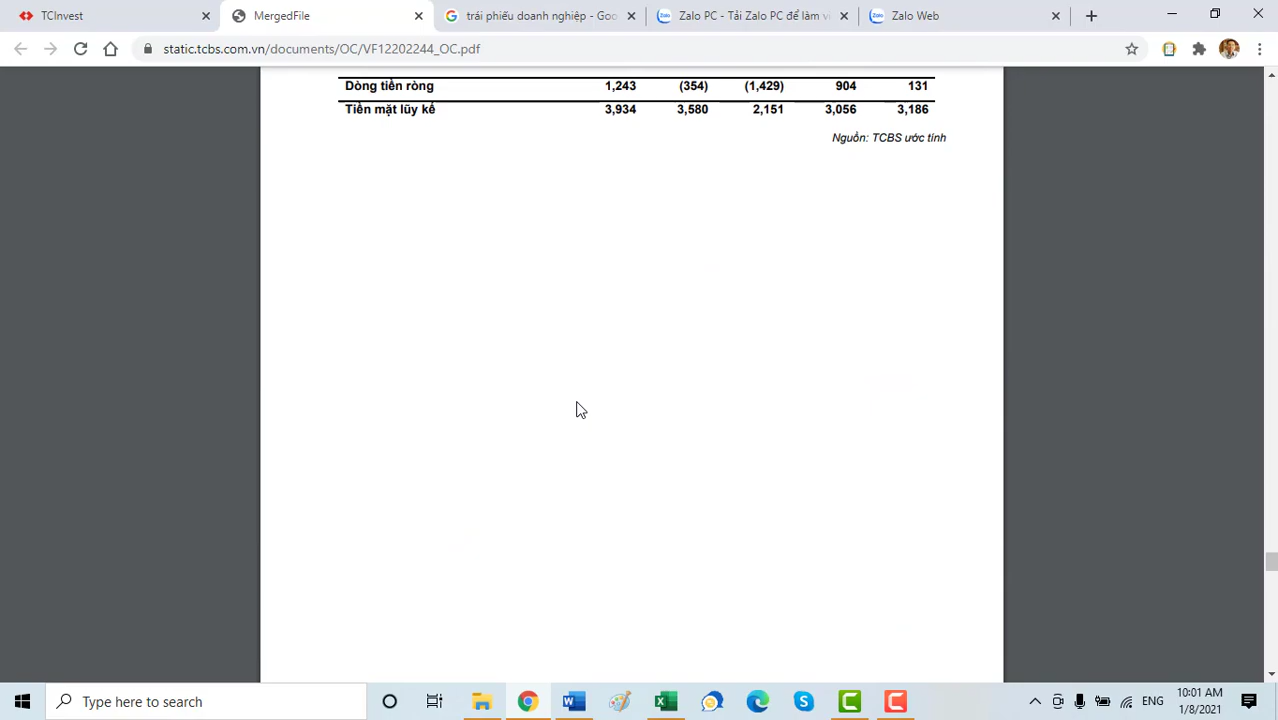 TCInvest
MergedFile
trái phiếu doanh nghiệp - Goo
Zalo PC - Tải Zalo PC để làm v
Zalo Web
static.tcbs.com.vn/documents/OC/VF12202244_OC.pdf
Dòng tiền ròng 1,243 (354) (1,429) 904 131
Tiền mặt lũy kế 3,934 3,580 2,151 3,056 3,186
Nguồn: TCBS ước tính
Type here to search
ENG
10:01 AM
1/8/2021